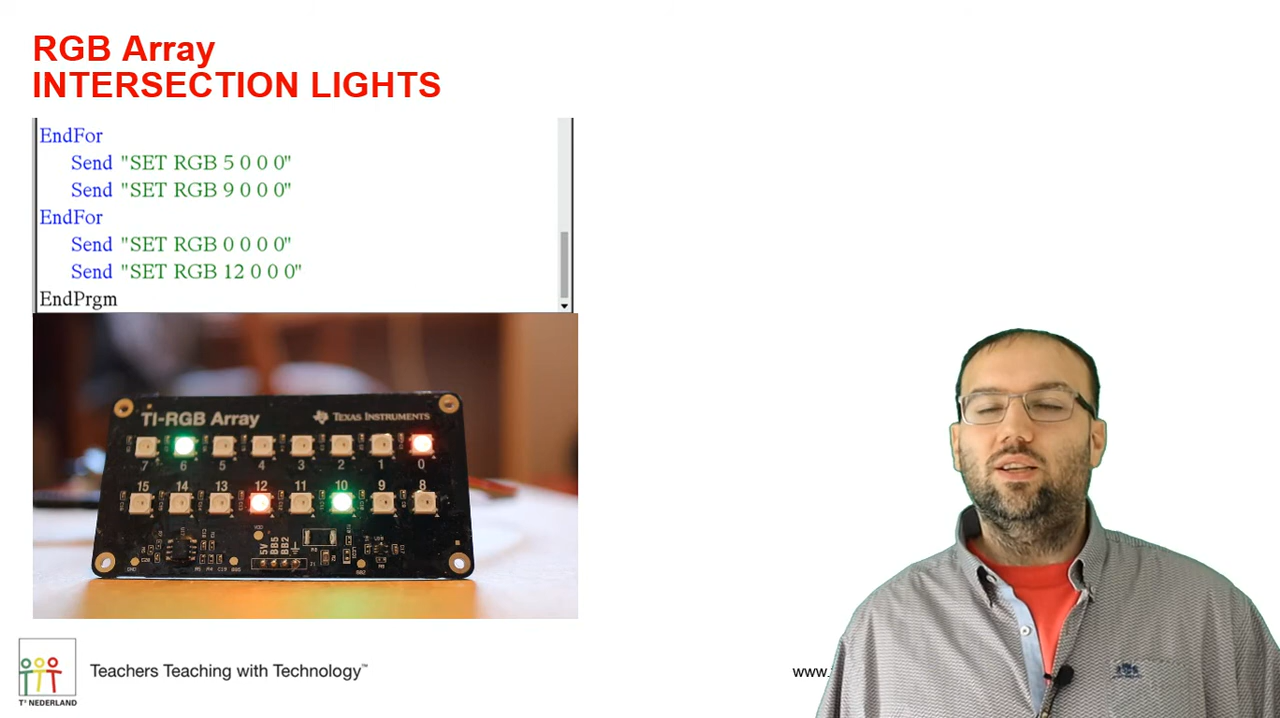 RGB Array
INTERSECTION LIGHTS
EndFor
Send "SET RGB 5 0 0 0"
Send "SET RGB 9 0 0 0"
EndFor
Send "SET RGB 0 0 0 0"
Send "SET RGB 12 0 0 0"
EndPrgm
TI-RGB Array
TEXAS INSTRUMENTS
7 6 5 4 3 2 1 0
15 14 13 12 11 10 9 8
5V
BB5
BB2
Teachers Teaching with Technology™
T³ NEDERLAND
www.